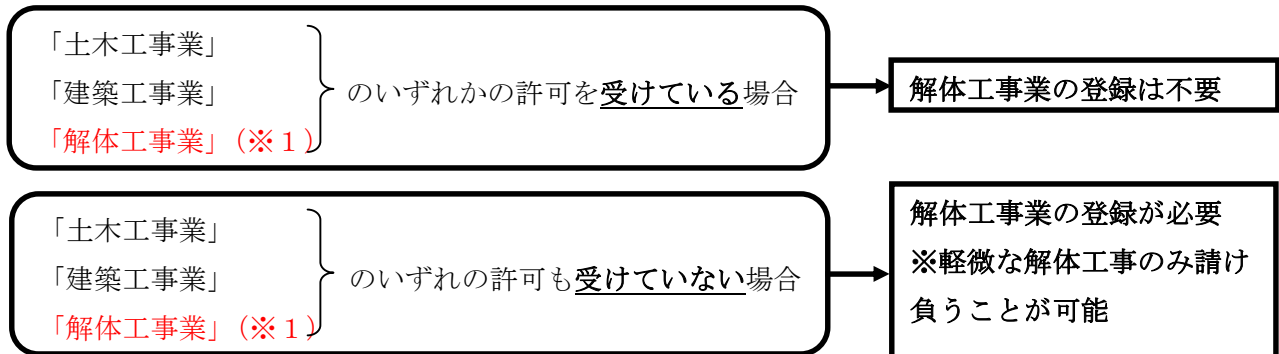 「土木工事業」
「建築工事業」
「解体工事業」(※１)
のいずれかの許可を受けている場合
解体工事業の登録は不要
「土木工事業」
「建築工事業」
「解体工事業」(※１)
のいずれの許可も受けていない場合
解体工事業の登録が必要
※軽微な解体工事のみ請け
負うことが可能